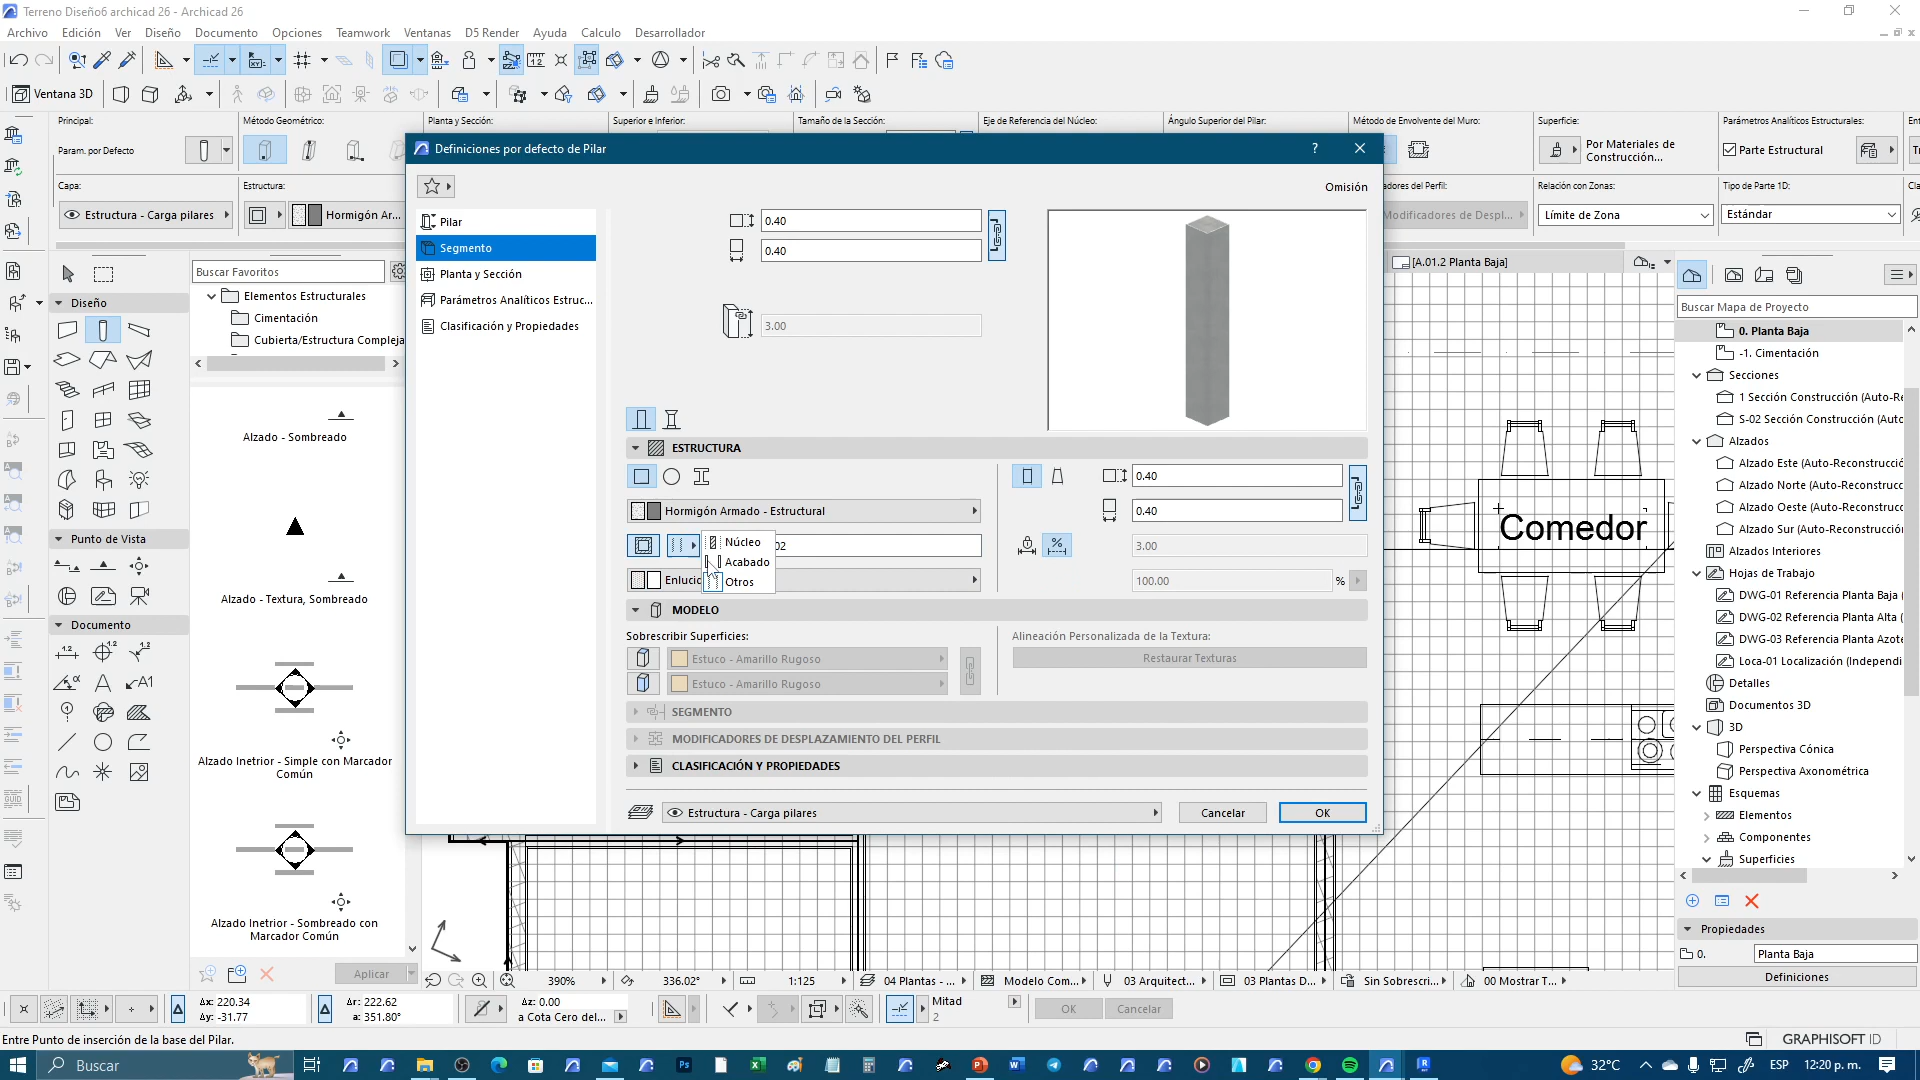 Terreno Diseño6 archicad 26 - Archicad 26
Archivo Edición Ver Diseño Documento Opciones Teamwork Ventanas D5 Render Ayuda Calculo Desarrollador
Ventana 3D
Principal: Método Geométrico: Planta y Sección: Superior e Inferior: Tamaño de la Sección: Eje de Referencia del Núcleo: Ángulo Superior del Pilar: Método de Envolvente del Muro: Superficie: Parámetros Analíticos Estructurales:
Param. por Defecto
Por Materiales de Construcción...
Parte Estructural
Capa: Estructura: Relación con Zonas: Tipo de Parte 1D:
Estructura - Carga pilares
Hormigón Ar...
Modificadores de Despl...
Límite de Zona
Estándar
Definiciones por defecto de Pilar
?
Omisión
Pilar
Segmento
Planta y Sección
Parámetros Analíticos Estruc...
Clasificación y Propiedades
0.40
0.40
3.00
ESTRUCTURA
Hormigón Armado - Estructural
Núcleo
Acabado
Otros
02
Enlucic
0.40
0.40
3.00
100.00 %
MODELO
Sobrescribir Superficies:
Estuco - Amarillo Rugoso
Estuco - Amarillo Rugoso
Alineación Personalizada de la Textura:
Restaurar Texturas
SEGMENTO
MODIFICADORES DE DESPLAZAMIENTO DEL PERFIL
CLASIFICACIÓN Y PROPIEDADES
Estructura - Carga pilares
Cancelar
OK
Diseño
Punto de Vista
Documento
Buscar Favoritos
Elementos Estructurales
Cimentación
Cubierta/Estructura Compleja
Alzado - Sombreado
Alzado - Textura, Sombreado
Alzado Inetrior - Simple con Marcador Común
Alzado Inetrior - Sombreado con Marcador Común
Aplicar
[A.01.2 Planta Baja]
Comedor
Buscar Mapa de Proyecto
0. Planta Baja
-1. Cimentación
Secciones
1 Sección Construcción (Auto-Re
S-02 Sección Construcción (Auto
Alzados
Alzado Este (Auto-Reconstrucció
Alzado Norte (Auto-Reconstrucc
Alzado Oeste (Auto-Reconstrucc
Alzado Sur (Auto-Reconstrucció
Alzados Interiores
Hojas de Trabajo
DWG-01 Referencia Planta Baja (
DWG-02 Referencia Planta Alta (
DWG-03 Referencia Planta Azote
Loca-01 Localización (Independi
Detalles
Documentos 3D
3D
Perspectiva Cónica
Perspectiva Axonométrica
Esquemas
Elementos
Componentes
Superficies
Propiedades
0. Planta Baja
Definiciones
390% 336.02° 1:125 04 Plantas - ... Modelo Com... 03 Arquitect... 03 Plantas D... Sin Sobrescri... 00 Mostrar T...
Δx: 220.34
Δy: -31.77
Δr: 222.62
a: 351.80°
Δz: 0.00
a Cota Cero del...
Mitad
2
OK Cancelar
Entre Punto de inserción de la base del Pilar.
GRAPHISOFT ID
Buscar
32°C ESP 12:20 p. m.